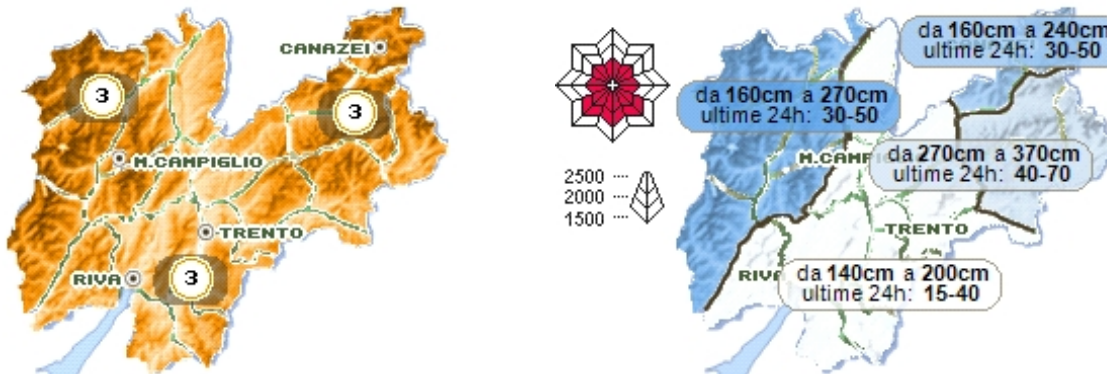 CANAZEI
3
3
M.CAMPIGLIO
TRENTO
3
RIVA
da 160cm a 240cm
ultime 24h: 30-50
da 160cm a 270cm
ultime 24h: 30-50
M.CAMP
da 270cm a 370cm
ultime 24h: 40-70
2500
2000
1500
TRENTO
RIV
da 140cm a 200cm
ultime 24h: 15-40